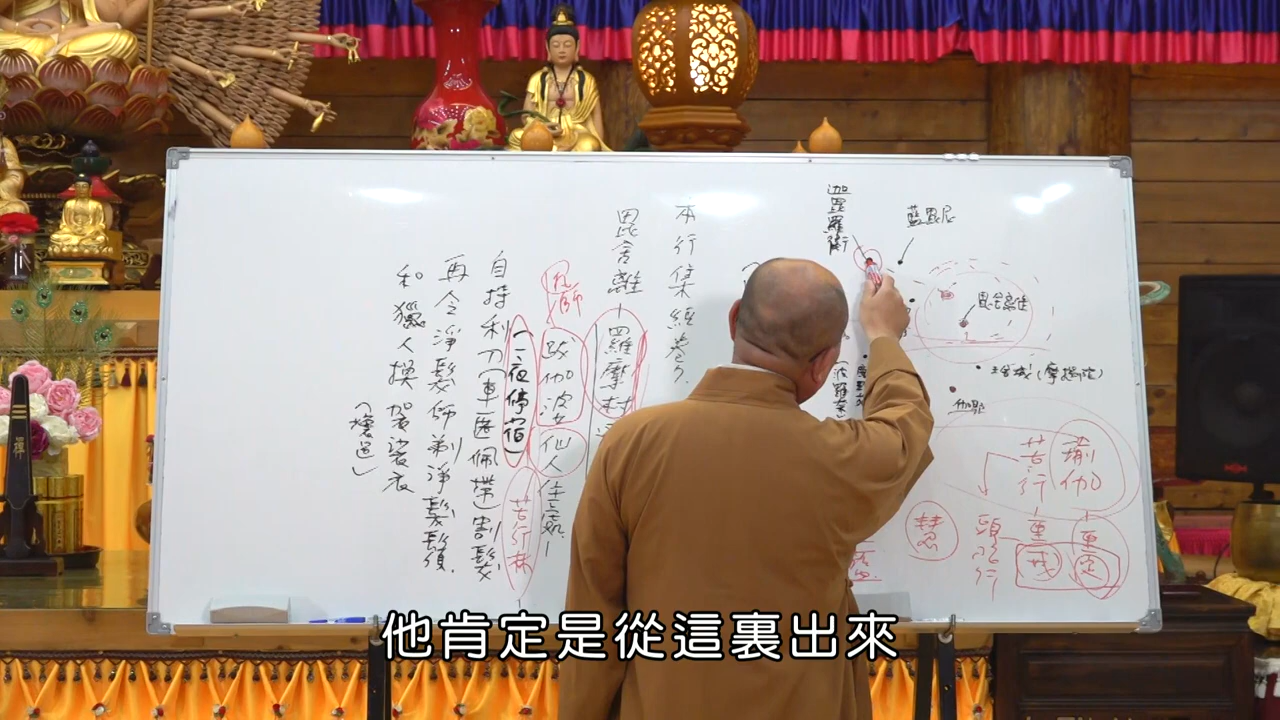 迦毘羅衛
藍毘尼
毘舍離
王舍城(摩揭陀)
伽耶
本行集經卷
毘舍離-羅摩村
跋伽婆仙人住處-
(一夜停宿)
苦行林
自持利刀(車匿佩帶)割髮
再令淨髮師剃淨髮鬚.
和獵人換袈裟衣
瑜伽
苦行
重定
重戒
頭陀行
慧
禪
他肯定是從這裏出來